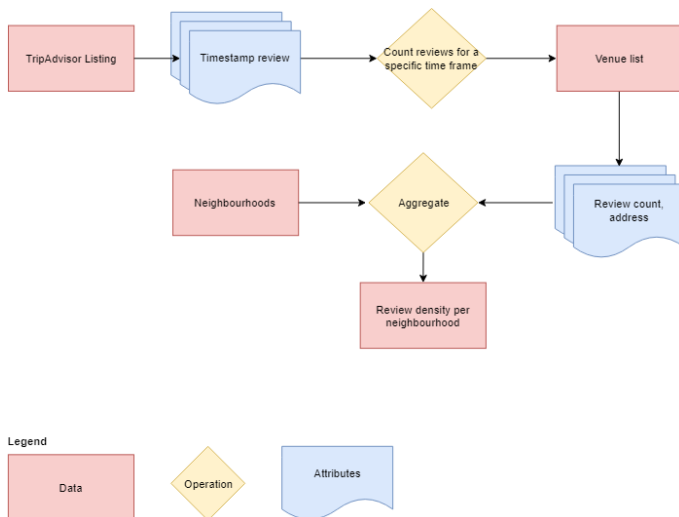 TripAdvisor Listing
Timestamp review
Count reviews for a
specific time frame
Venue list
Neighbourhoods
Aggregate
Review count,
address
Review density per
neighbourhood
Legend
Data
Operation
Attributes